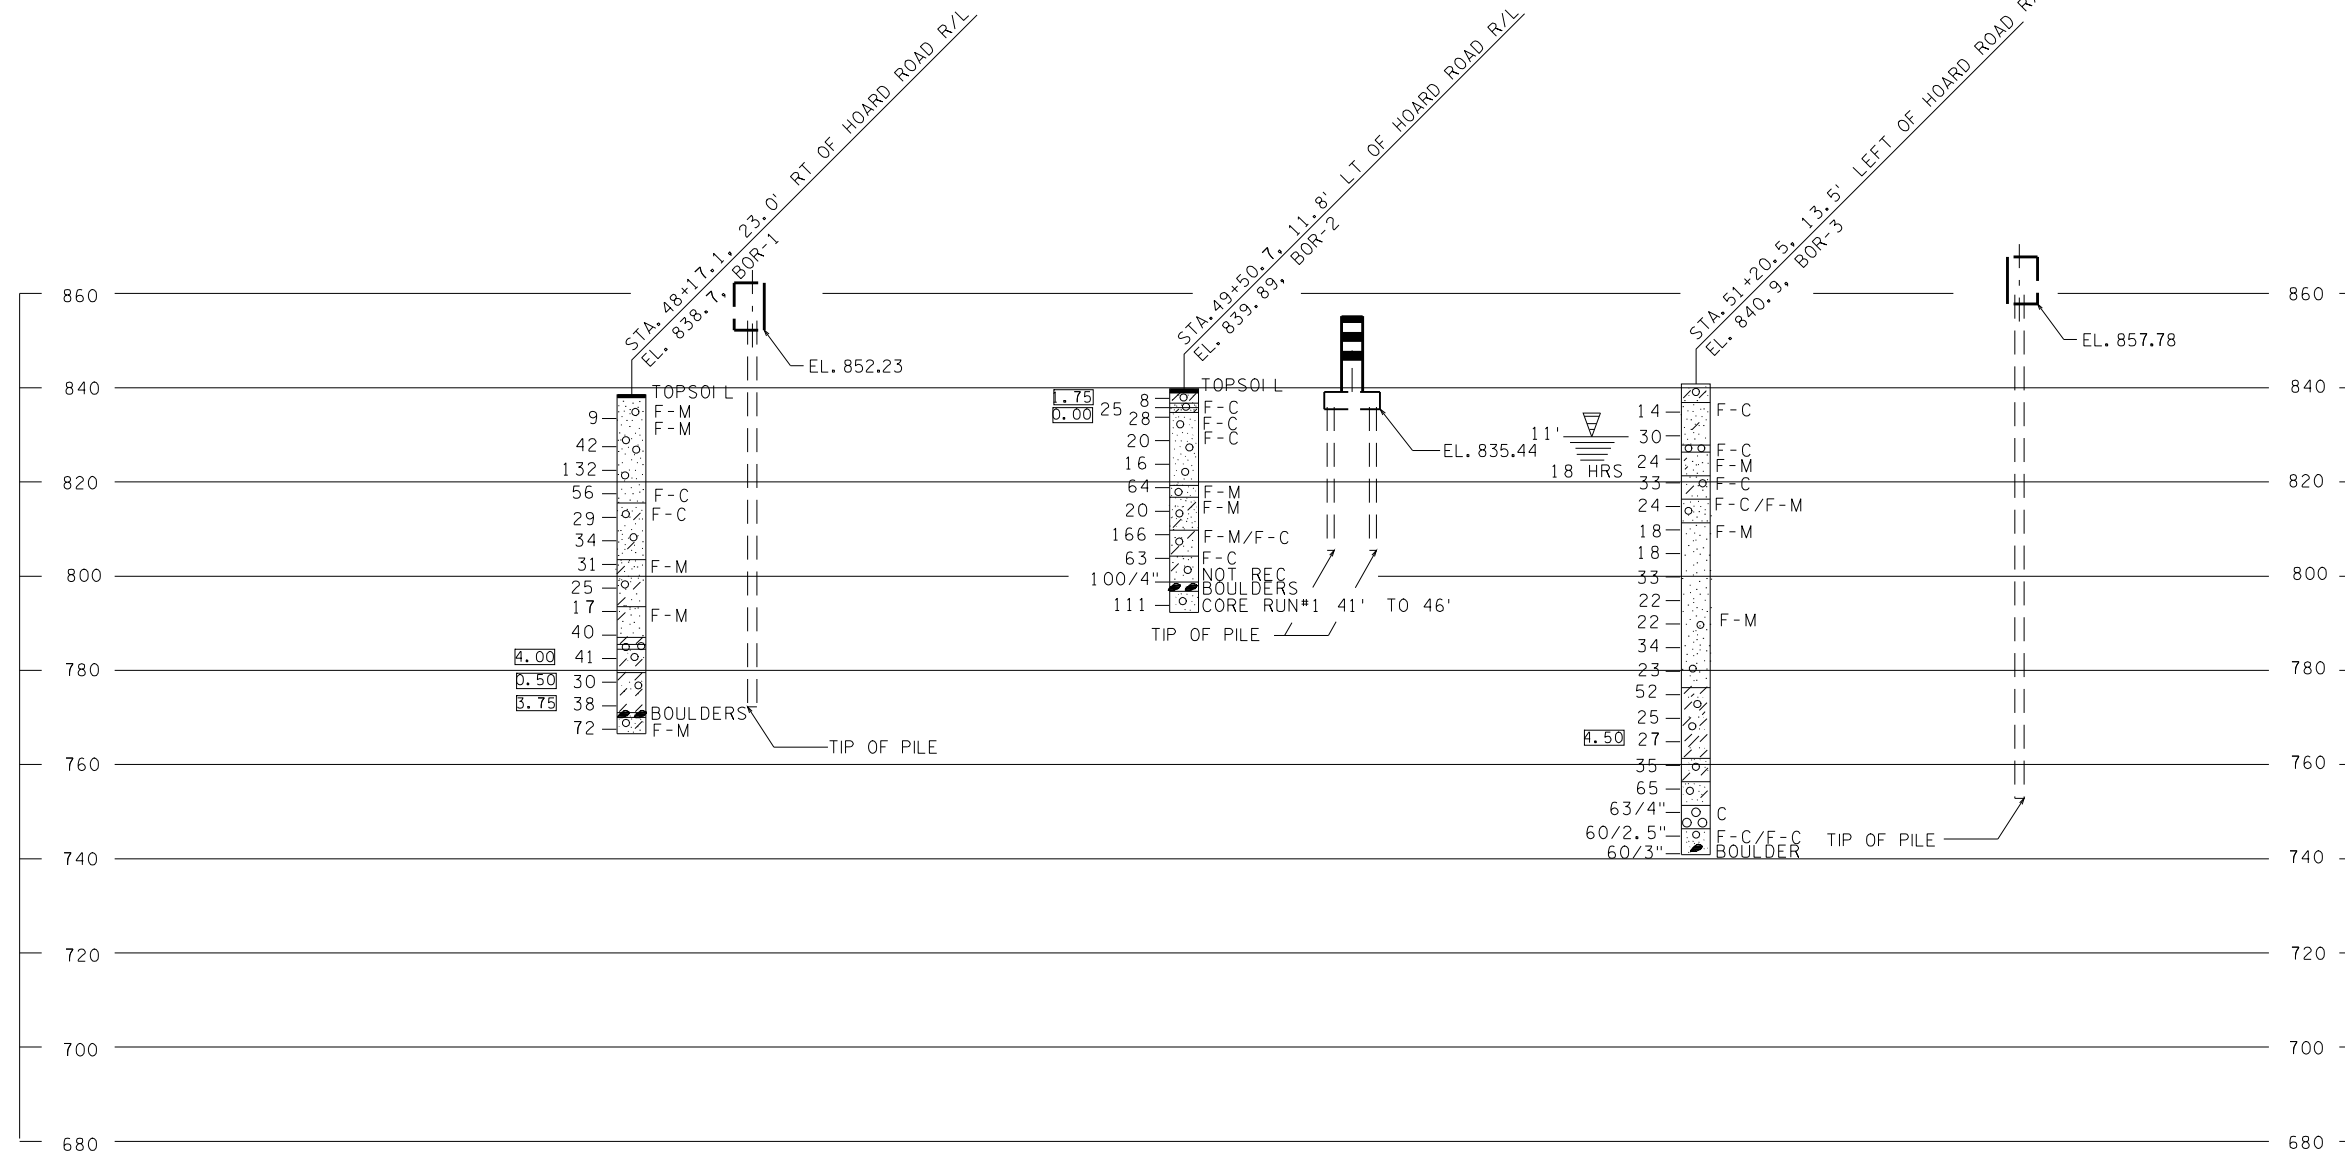 STA. 48+17.1, 23.0' RT OF HOARD ROAD R/L
EL. 838.7, BOR-1
STA. 49+50.7, 11.8' LT OF HOARD ROAD R/L
EL. 839.89, BOR-2
STA. 51+20.5, 13.5' LEFT OF HOARD ROAD
EL. 840.9, BOR-3
860
840
820
800
780
760
740
720
700
680
TOPSOIL
9 F-M
F-M
42
132
56 F-C
29 F-C
34
31 F-M
25
17 F-M
40
4.00 41
0.50 30
3.75 38 BOULDERS
72 F-M
EL. 852.23
TIP OF PILE
TOPSOIL
1.75 8
0.00 25 F-C
28 F-C
20 F-C
16
64 F-M
20 F-M
166 F-M/F-C
63 F-C
100/4" NOT REC
BOULDERS
111 CORE RUN#1 41' TO 46'
TIP OF PILE
EL. 835.44
11'
18 HRS
14 F-C
30
F-C
24 F-M
33 F-C
24 F-C/F-M
18 F-M
18
33
22
22 F-M
34
23
52
25
4.50 27
35
65
63/4" C
60/2.5" F-C/F-C
60/3" BOULDER
TIP OF PILE
EL. 857.78
860
840
820
800
780
760
740
720
700
680